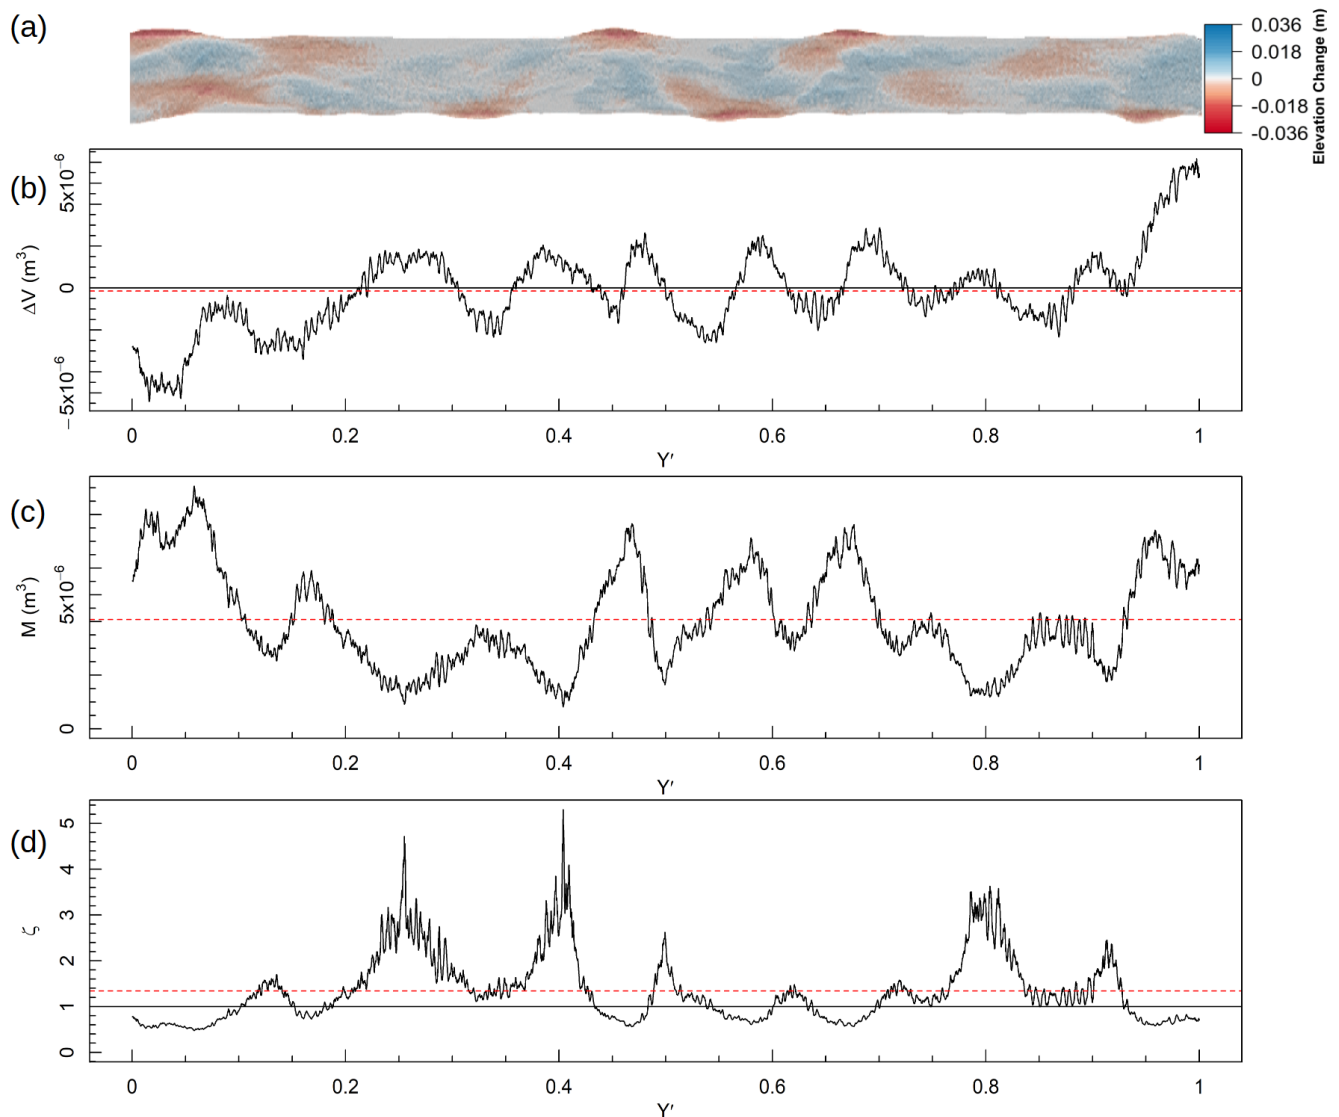 (a)
0.036
0.018
0
-0.018
-0.036
Elevation Change (m)
(b)
5x10⁻⁶
0
−5x10⁻⁶
ΔV (m³)
0 0.2 0.4 0.6 0.8 1
Y′
(c)
5x10⁻⁶
0
M (m³)
0 0.2 0.4 0.6 0.8 1
Y′
(d)
5
4
3
2
1
0
ζ
0 0.2 0.4 0.6 0.8 1
Y′